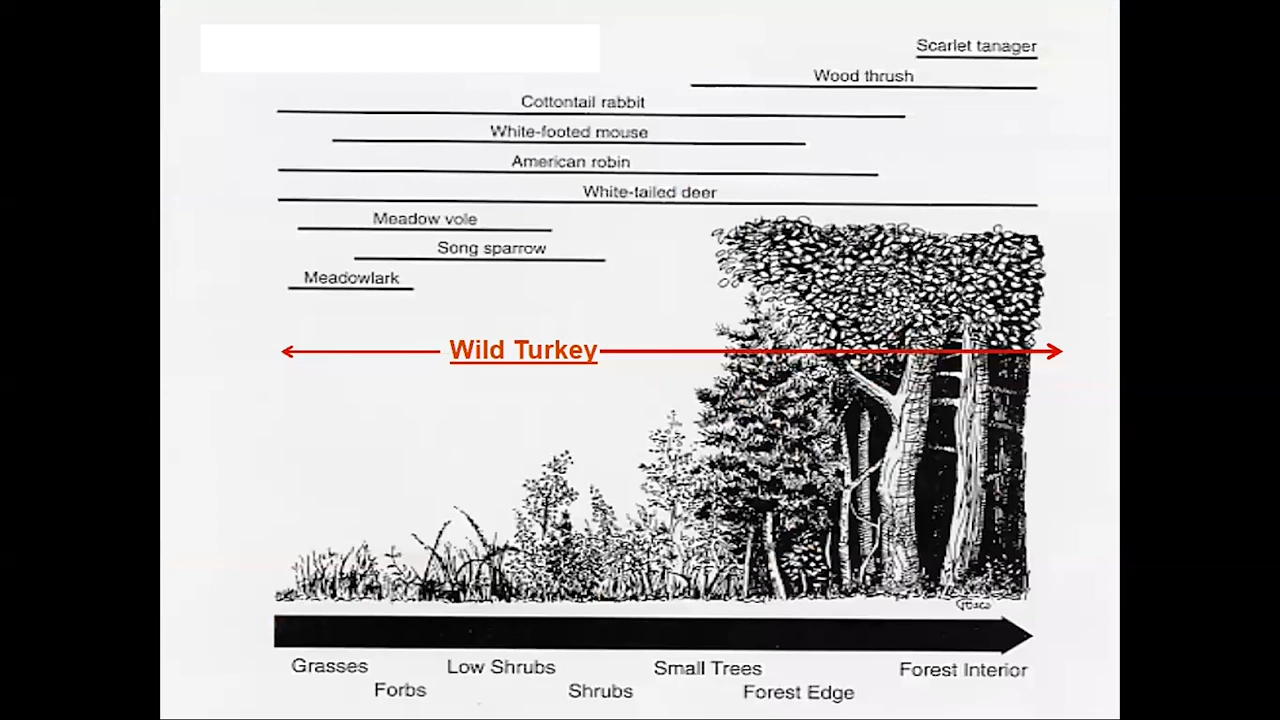 Scarlet tanager
Wood thrush
Cottontail rabbit
White-footed mouse
American robin
White-tailed deer
Meadow vole
Song sparrow
Meadowlark
Wild Turkey
Grasses
Forbs
Low Shrubs
Shrubs
Small Trees
Forest Edge
Forest Interior